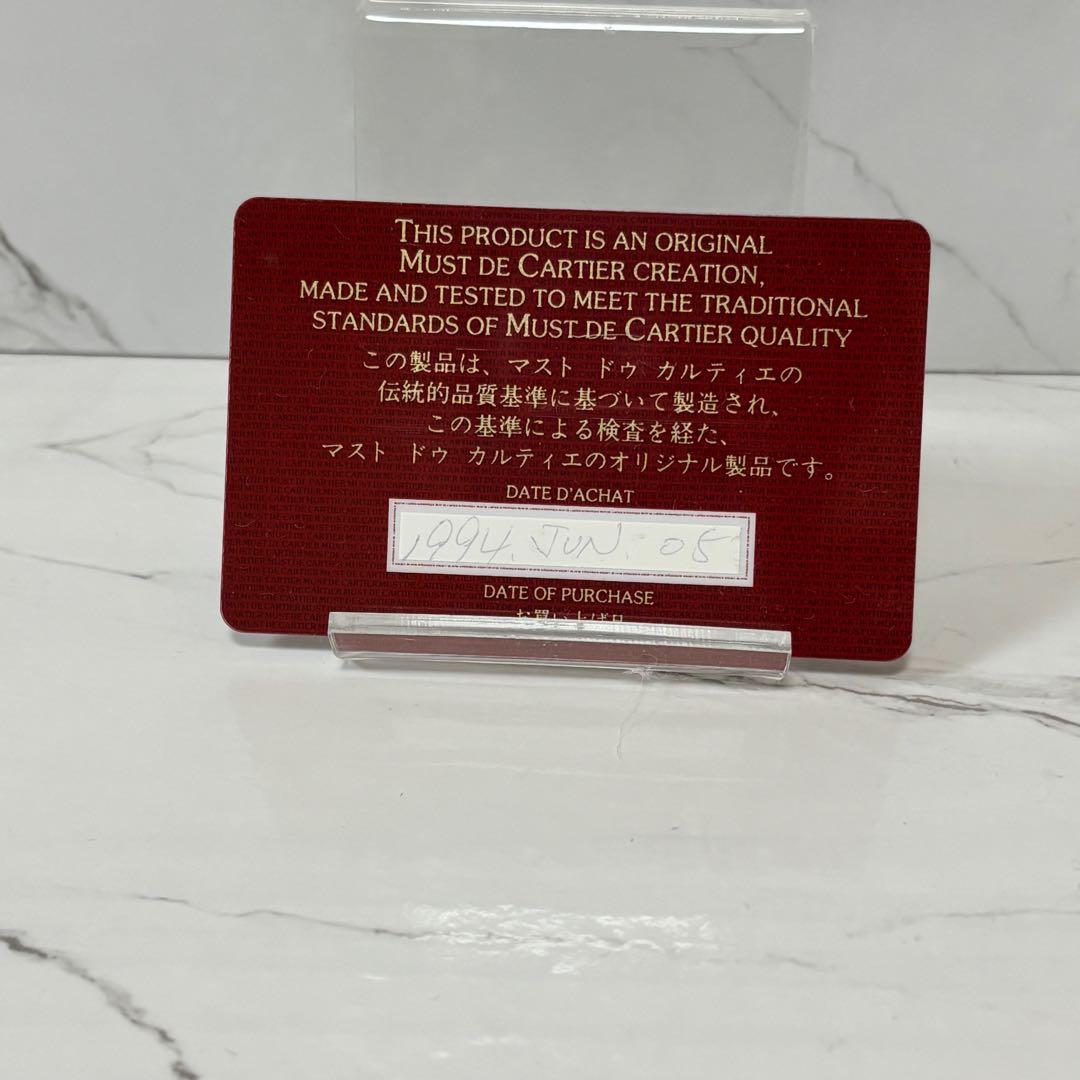 THIS PRODUCT IS AN ORIGINAL
MUST DE CARTIER CREATION,
MADE AND TESTED TO MEET THE TRADITIONAL
STANDARDS OF MUST DE CARTIER QUALITY
この製品は、マスト ドゥ カルティエの
伝統的品質基準に基づいて製造され、
この基準による検査を経た、
マスト ドゥ カルティエのオリジナル製品です。
DATE D'ACHAT
1994. JUN. 05
DATE OF PURCHASE